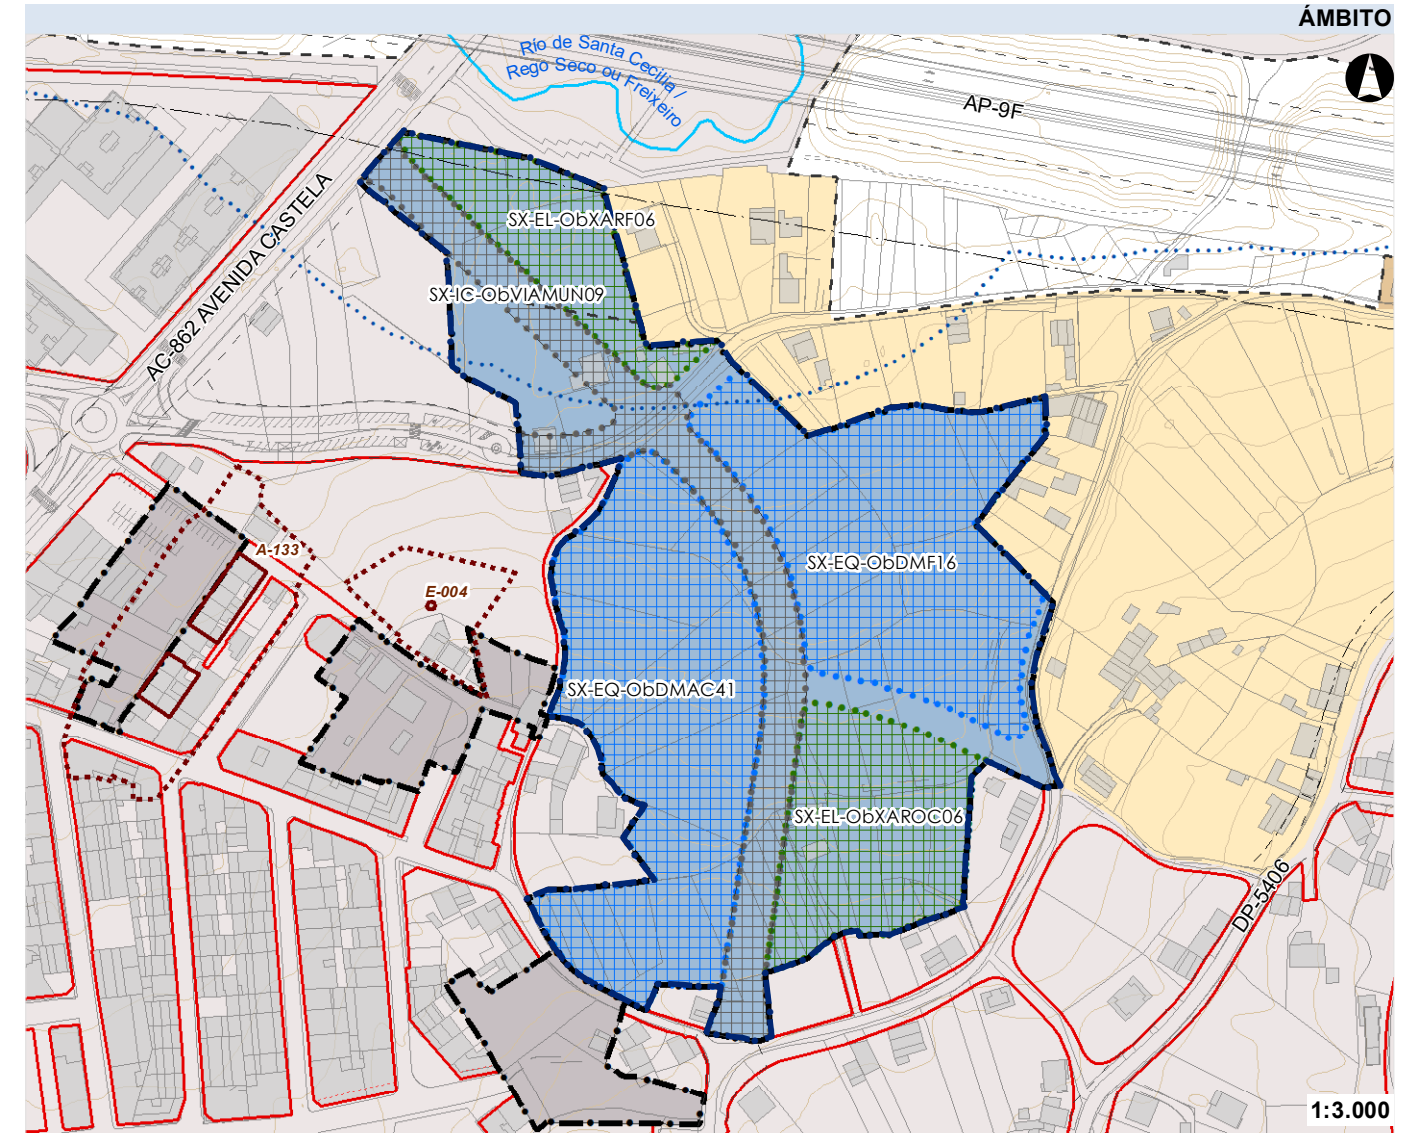 ÁMBITO
Río de Santa Cecilia /
Rego Seco ou Freixeiro
AP-9F
AC-862 AVENIDA CASTELA
SX-EL-ObXARF06
SX-IC-ObVIAMUN09
A-133
E-004
SX-EQ-ObDMF16
SX-EQ-ObDMAC41
SX-EL-ObXAROC06
DP-5406
1:3.000